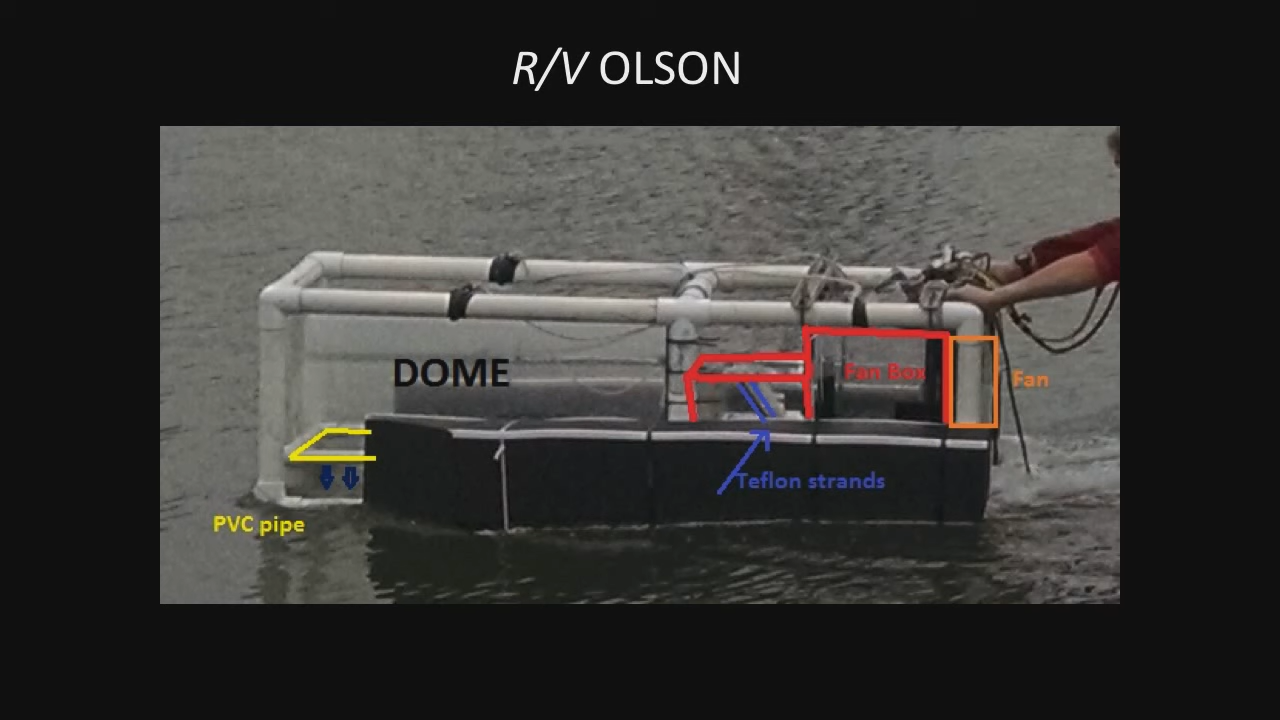 R/V OLSON
DOME
Fan Box
Fan
Teflon strands
PVC pipe